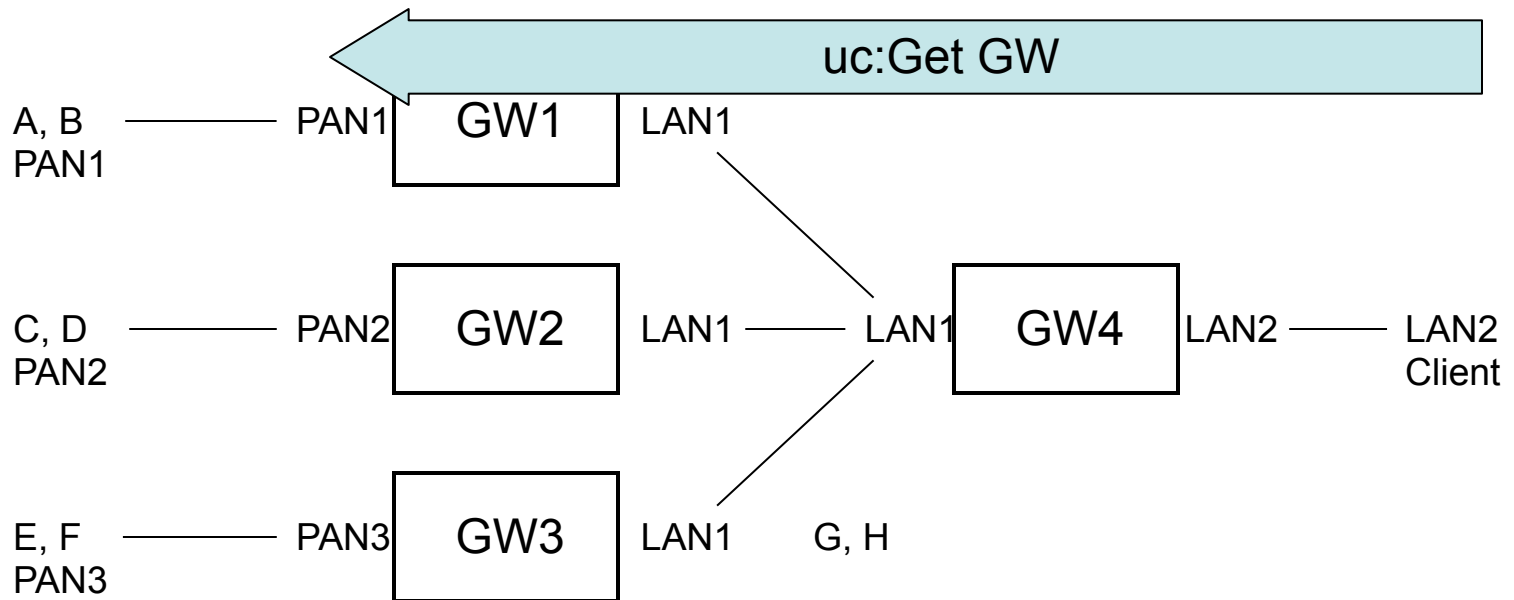 uc:Get GW
A, B
PAN1
PAN1
GW1
LAN1
C, D
PAN2
PAN2
GW2
LAN1
LAN1
GW4
LAN2
LAN2
Client
E, F
PAN3
PAN3
GW3
LAN1
G, H